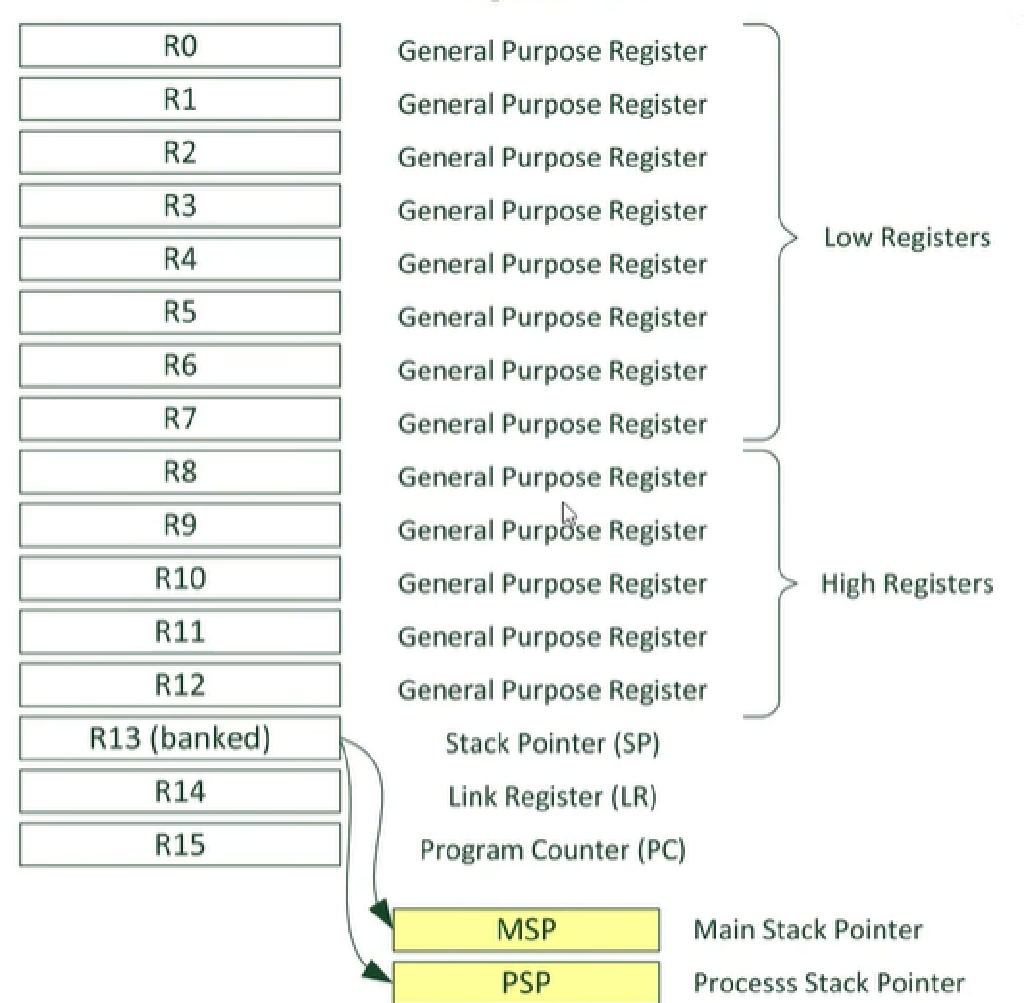 R0 General Purpose Register
R1 General Purpose Register
R2 General Purpose Register
R3 General Purpose Register
Low Registers
R4 General Purpose Register
R5 General Purpose Register
R6 General Purpose Register
R7 General Purpose Register
R8 General Purpose Register
R9 General Purpose Register
R10 General Purpose Register
High Registers
R11 General Purpose Register
R12 General Purpose Register
R13 (banked) Stack Pointer (SP)
R14 Link Register (LR)
R15 Program Counter (PC)
MSP Main Stack Pointer
PSP Processs Stack Pointer